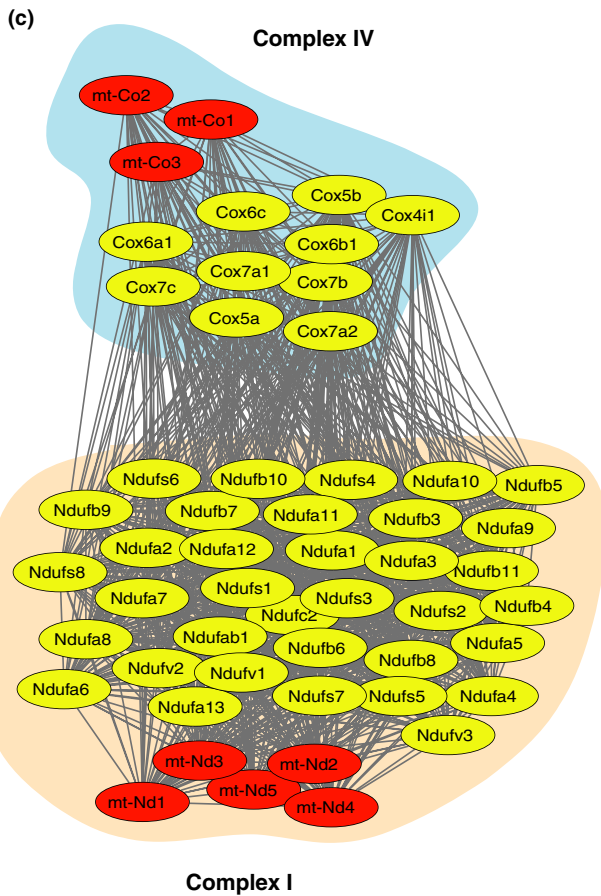 (c)
Complex IV
mt-Co2
mt-Co1
mt-Co3
Cox5b
Cox6c
Cox4i1
Cox6a1
Cox6b1
Cox7a1
Cox7c
Cox7b
Cox5a
Cox7a2
Ndufs6
Ndufb10
Ndufs4
Ndufa10
Ndufb5
Ndufb9
Ndufb7
Ndufa11
Ndufb3
Ndufa9
Ndufa2
Ndufa12
Ndufa1
Ndufa3
Ndufb11
Ndufs8
Ndufs1
Ndufs3
Ndufa7
Ndufc2
Ndufs2
Ndufb4
Ndufa8
Ndufab1
Ndufb6
Ndufa5
Ndufv2
Ndufv1
Ndufb8
Ndufa6
Ndufa13
Ndufs7
Ndufs5
Ndufa4
Ndufv3
mt-Nd3
mt-Nd2
mt-Nd5
mt-Nd1
mt-Nd4
Complex I